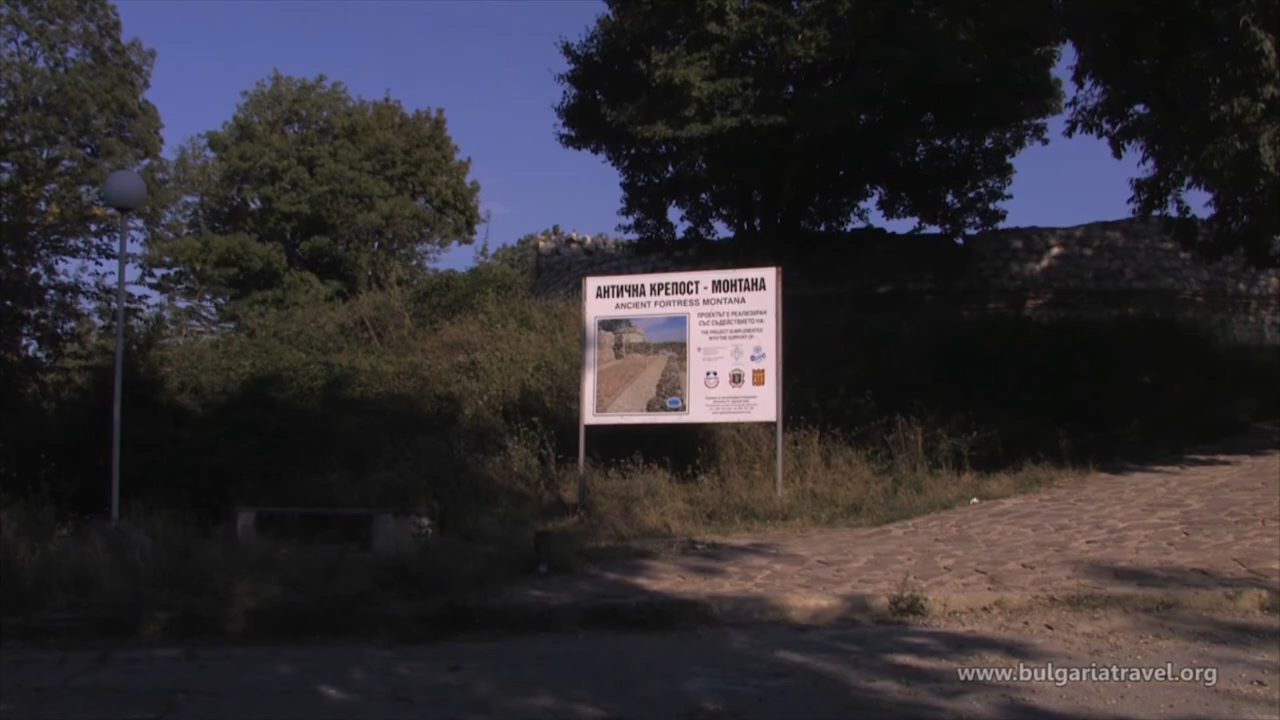 АНТИЧНА КРЕПОСТ - МОНТАНА
ANCIENT FORTRESS MONTANA
ПРОЕКТЪТ Е РЕАЛИЗИРАН
СЪС СЪДЕЙСТВИЕТО НА:
THE PROJECT IS IMPLEMENTED
WITH THE SUPPORT OF:
www.bulgariatravel.org